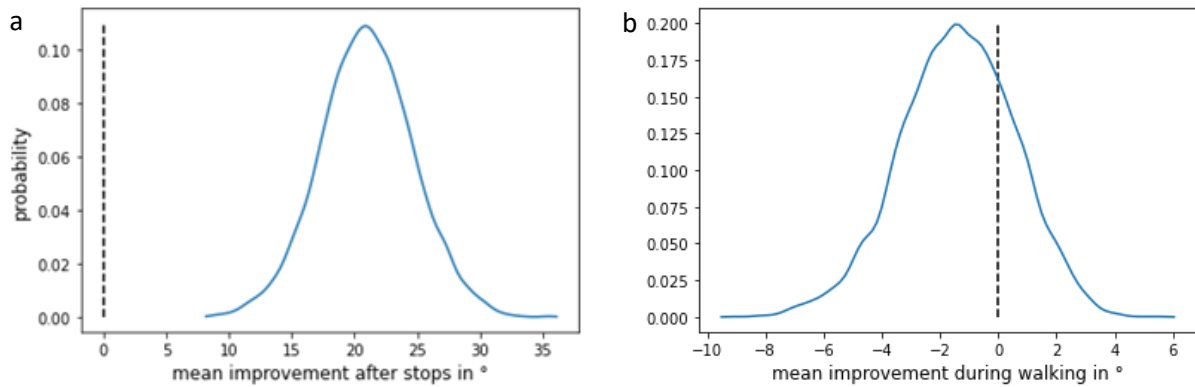 a
probability
0.10
0.08
0.06
0.04
0.02
0.00
0 5 10 15 20 25 30 35
mean improvement after stops in °
b
0.200
0.175
0.150
0.125
0.100
0.075
0.050
0.025
0.000
−10 −8 −6 −4 −2 0 2 4 6
mean improvement during walking in °